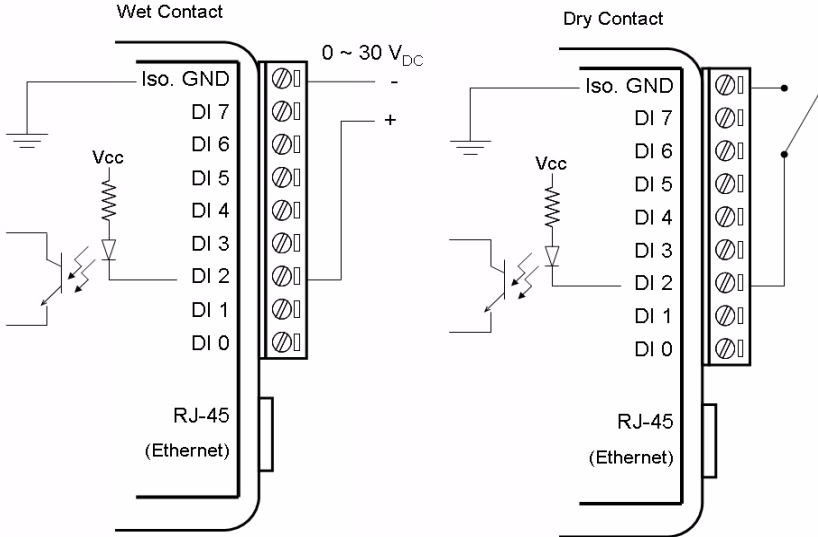 Wet Contact
0 ~ 30 VDC
Iso. GND
-
DI 7
+
DI 6
Vcc
DI 5
DI 4
DI 3
DI 2
DI 1
DI 0
RJ-45
(Ethernet)
Dry Contact
Iso. GND
DI 7
DI 6
Vcc
DI 5
DI 4
DI 3
DI 2
DI 1
DI 0
RJ-45
(Ethernet)